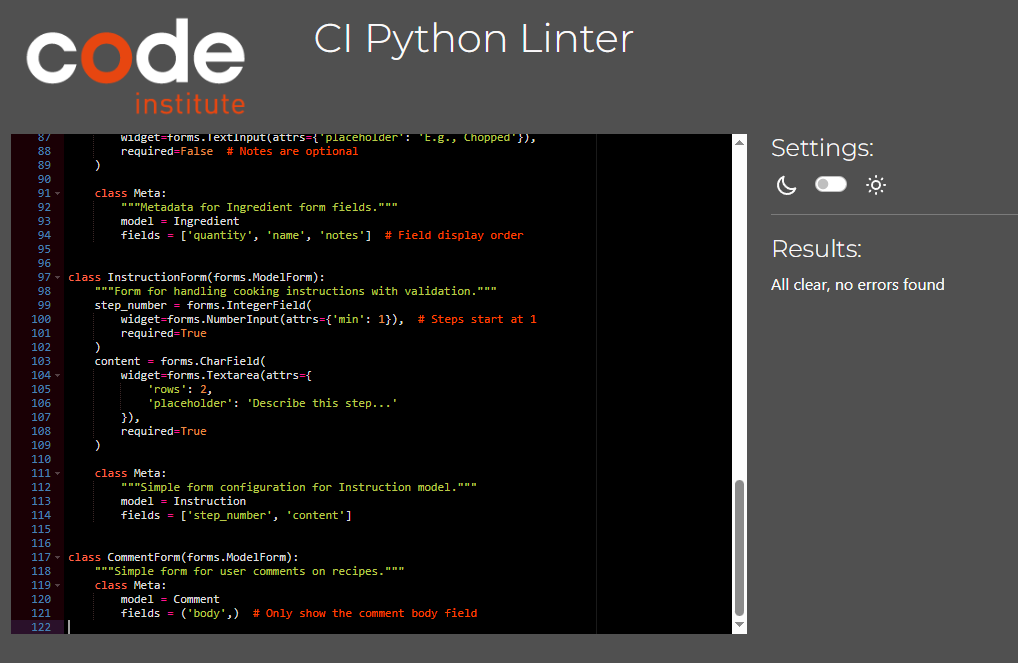 code
institute
CI Python Linter
87 widget=forms.TextInput(attrs={'placeholder': 'E.g., Chopped'}),
88 required=False  # Notes are optional
89 )
90
91 class Meta:
92 """Metadata for Ingredient form fields."""
93 model = Ingredient
94 fields = ['quantity', 'name', 'notes']  # Field display order
95
96
97 class InstructionForm(forms.ModelForm):
98 """Form for handling cooking instructions with validation."""
99 step_number = forms.IntegerField(
100 widget=forms.NumberInput(attrs={'min': 1}),  # Steps start at 1
101 required=True
102 )
103 content = forms.CharField(
104 widget=forms.Textarea(attrs={
105 'rows': 2,
106 'placeholder': 'Describe this step...'
107 }),
108 required=True
109 )
110
111 class Meta:
112 """Simple form configuration for Instruction model."""
113 model = Instruction
114 fields = ['step_number', 'content']
115
116
117 class CommentForm(forms.ModelForm):
118 """Simple form for user comments on recipes."""
119 class Meta:
120 model = Comment
121 fields = ('body',)  # Only show the comment body field
122
Settings:
Results:
All clear, no errors found